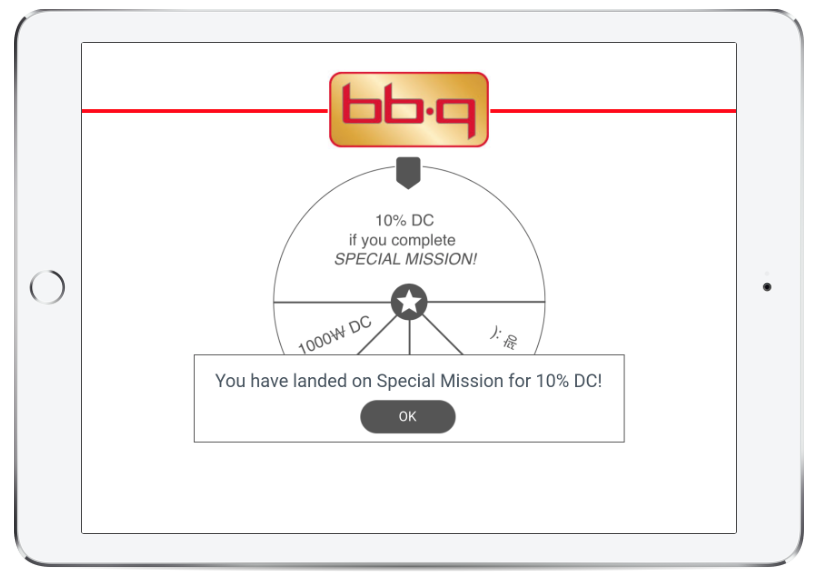 bb·q
10% DC
if you complete
SPECIAL MISSION!
1000₩ DC
꽝 :(
You have landed on Special Mission for 10% DC!
OK